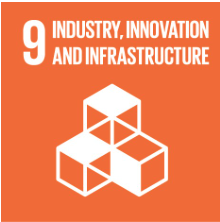 9 INDUSTRY, INNOVATION
AND INFRASTRUCTURE